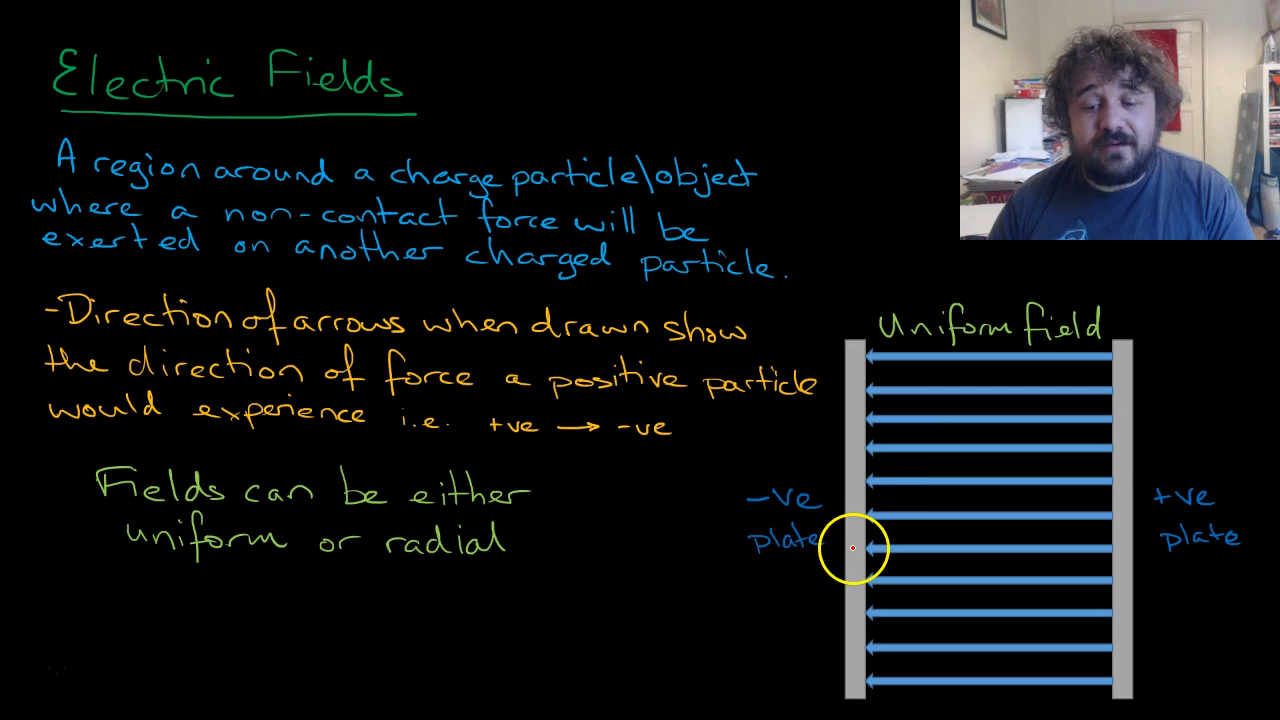 Electric Fields
A region around a charge particle\object
where a non-contact force will be
exerted on another charged particle.
-Direction of arrows when drawn show
the direction of force a positive particle
would experience i.e. +ve → -ve
Fields can be either
uniform or radial
Uniform field
-ve
plate
+ve
plate